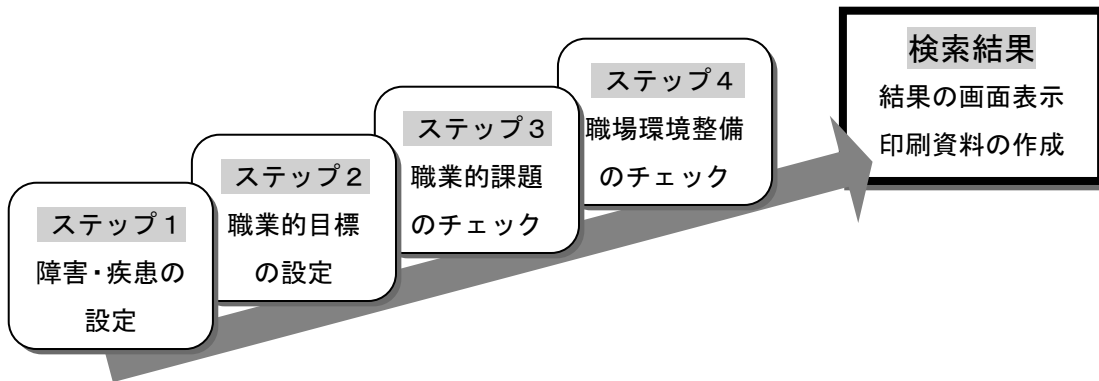 ステップ１
障害・疾患の
設定
ステップ２
職業的目標
の設定
ステップ３
職業的課題
のチェック
ステップ４
職場環境整備
のチェック
検索結果
結果の画面表示
印刷資料の作成